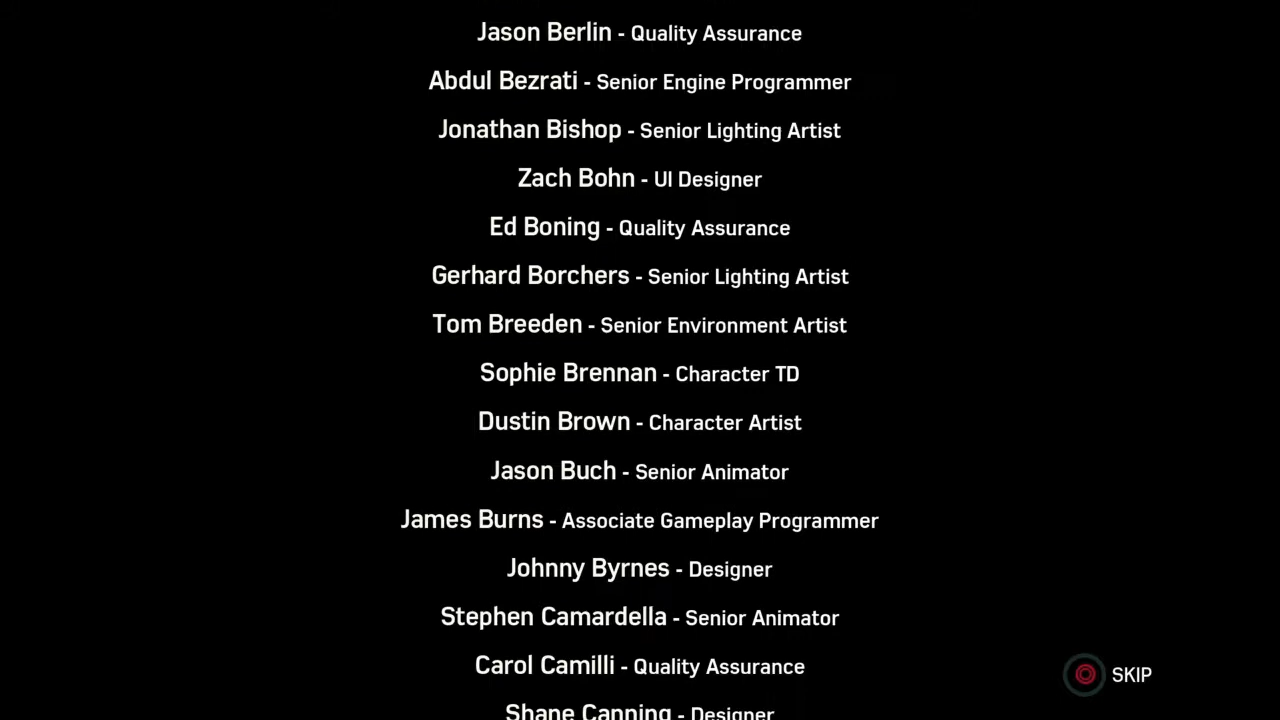 Jason Berlin - Quality Assurance
Abdul Bezrati - Senior Engine Programmer
Jonathan Bishop - Senior Lighting Artist
Zach Bohn - UI Designer
Ed Boning - Quality Assurance
Gerhard Borchers - Senior Lighting Artist
Tom Breeden - Senior Environment Artist
Sophie Brennan - Character TD
Dustin Brown - Character Artist
Jason Buch - Senior Animator
James Burns - Associate Gameplay Programmer
Johnny Byrnes - Designer
Stephen Camardella - Senior Animator
Carol Camilli - Quality Assurance
SKIP
Shane Canning - Designer